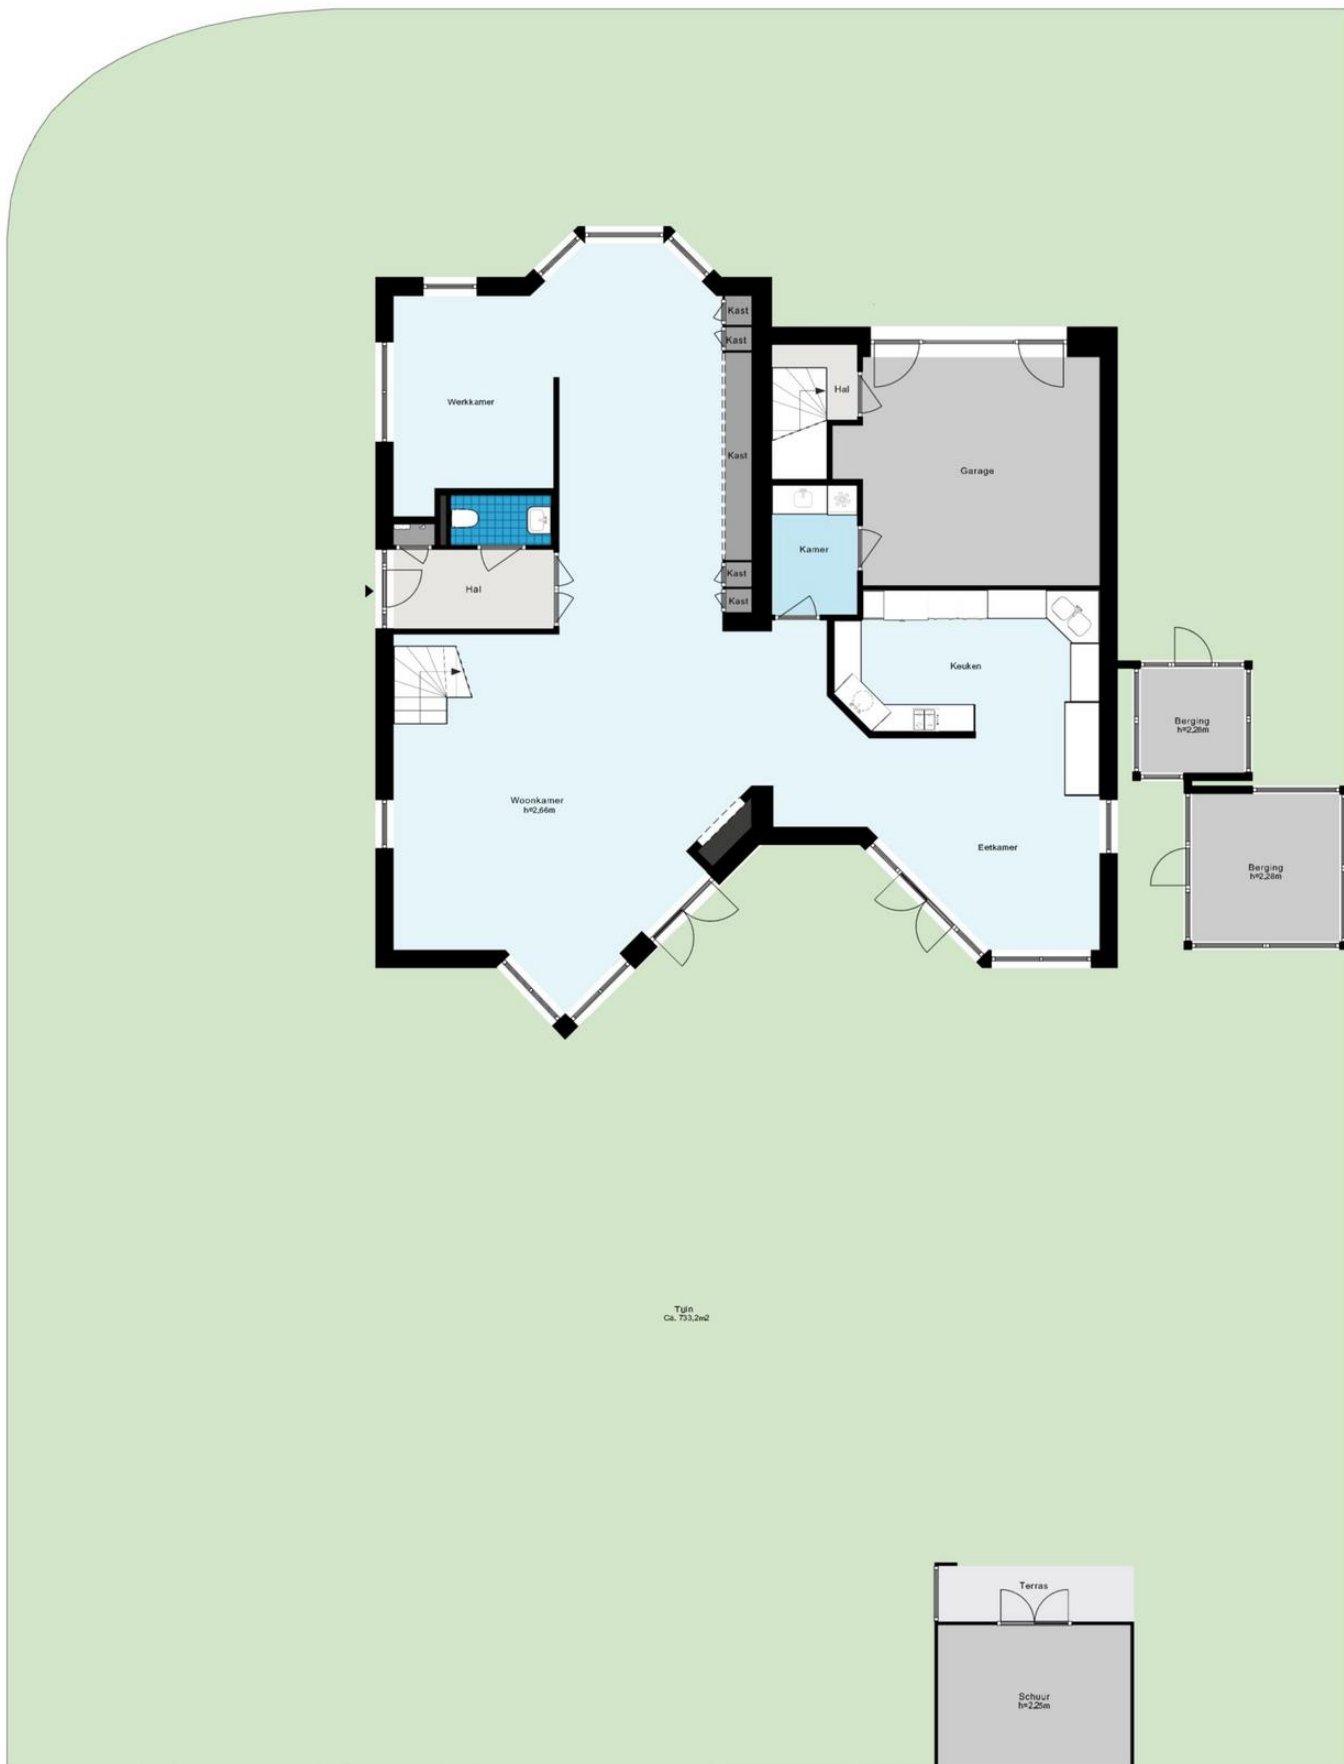 Kast
Kast
Hal
Werkkamer
Kast
Garage
Kamer
Kast
Hal
Kast
Keuken
Berging
h=2,28m
Woonkamer
h=2,66m
Eetkamer
Berging
h=2,28m
Tuin
Ca. 733,2m2
Terras
Schuur
h=2,25m